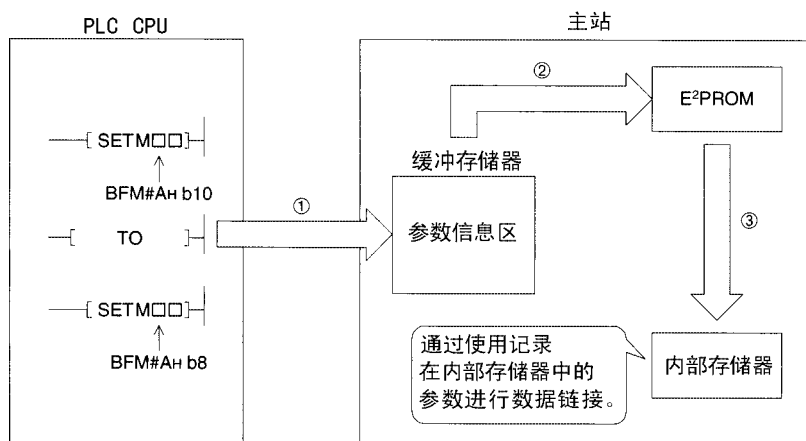 PLC CPU
主站
SETM□□
BFM#AH b10
TO
SETM□□
BFM#AH b8
①
缓冲存储器
参数信息区
②
E²PROM
③
通过使用记录
在内部存储器中的
参数进行数据链接。
内部存储器